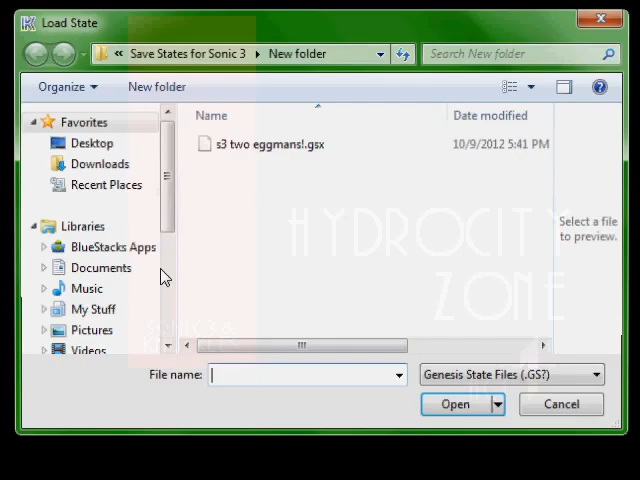 Load State
« Save States for Sonic 3 New folder
Search New folder
Organize
New folder
Name
Date modified
Favorites
Desktop
Downloads
Recent Places
Libraries
BlueStacks Apps
Documents
Music
My Stuff
Pictures
Videos
s3 two eggmans!.gsx
10/9/2012 5:41 PM
Select a file
to preview.
HYDROCITY
ZONE
SONIC 3 &
File name:
Genesis State Files (.GS?)
Open
Cancel